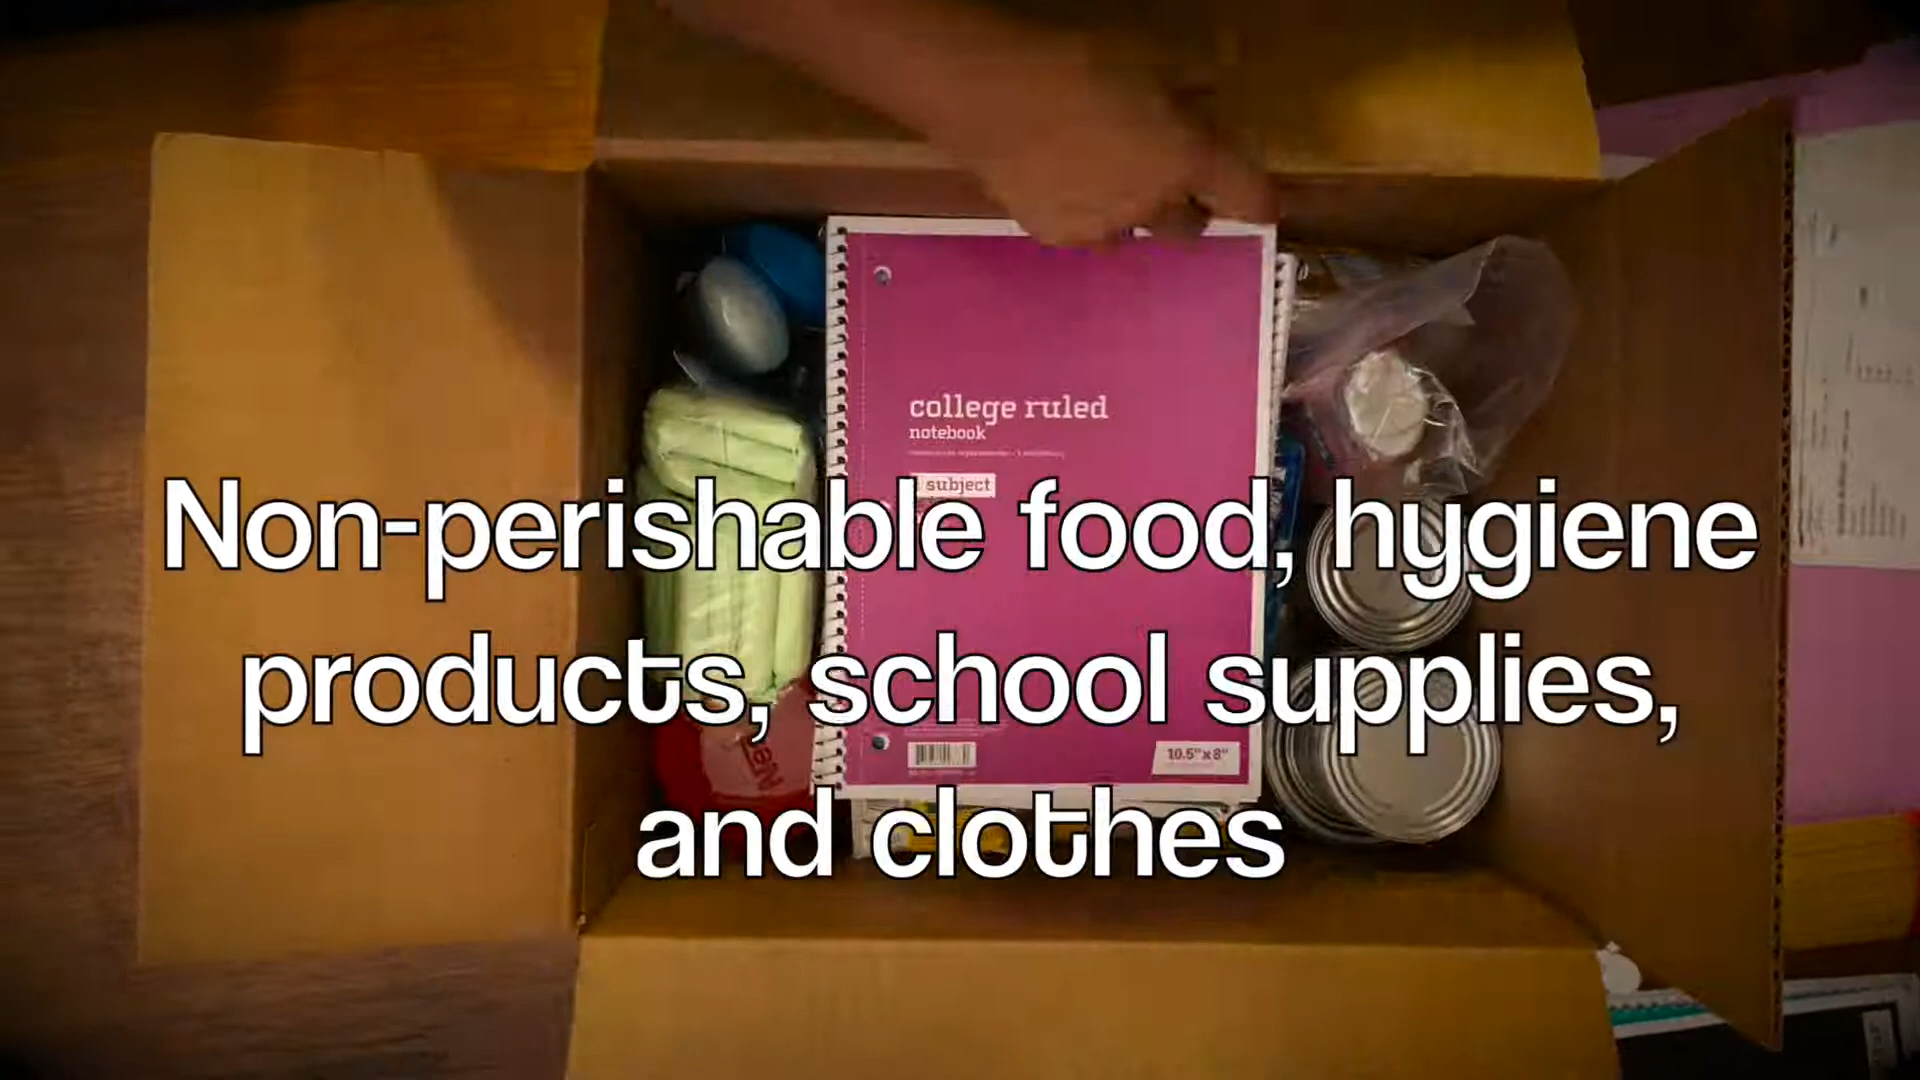 college ruled
notebook
subject
Non-perishable food, hygiene
products, school supplies,
10.5" x 8"
and clothes